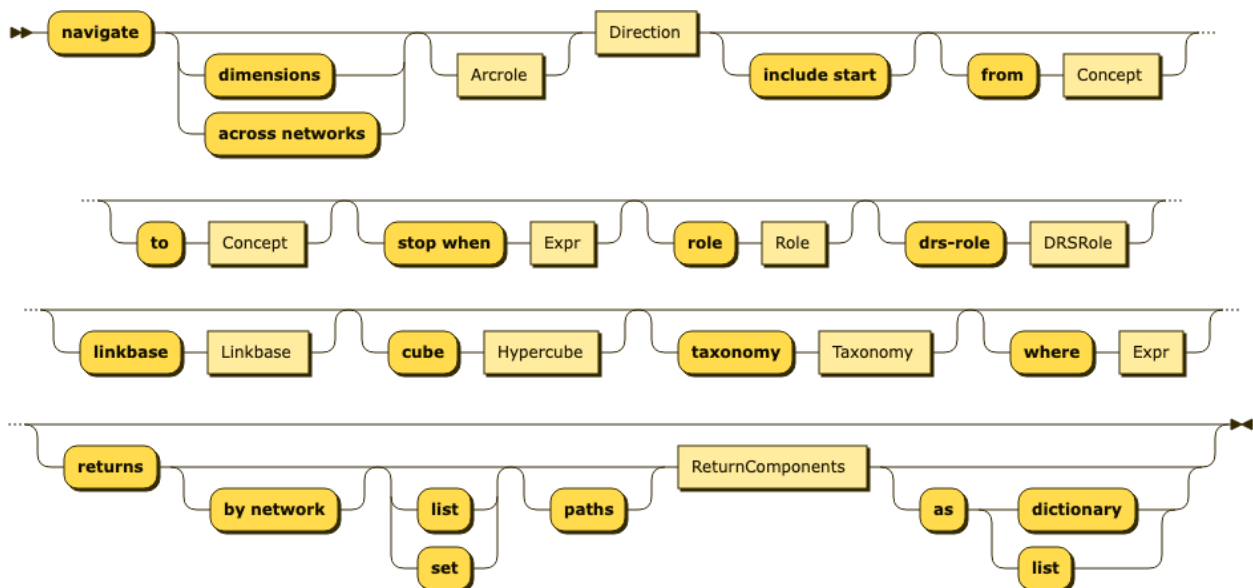 navigate Direction
dimensions Arcrole include start from Concept
across networks
to Concept stop when Expr role Role drs-role DRSRole
linkbase Linkbase cube Hypercube taxonomy Taxonomy where Expr
returns ReturnComponents
by network list paths as dictionary
set list